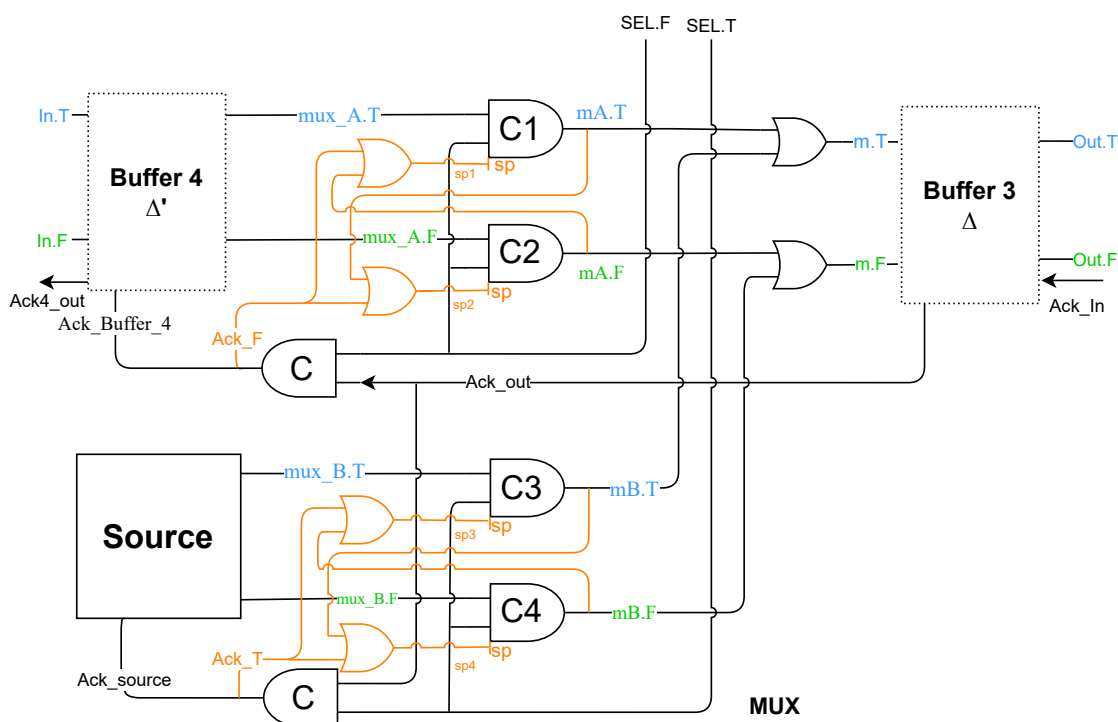 SEL.F SEL.T
In.T
mux_A.T
C1
mA.T
m.T
Out.T
Buffer 4
Δ'
sp
sp1
Buffer 3
Δ
In.F
mux_A.F
C2
mA.F
m.F
Out.F
sp
sp2
Ack4_out
Ack_In
Ack_Buffer_4
Ack_F
C
Ack_out
mux_B.T
C3
mB.T
Source
sp
sp3
mux_B.F
C4
mB.F
Ack_T
sp
sp4
Ack_source
C
MUX